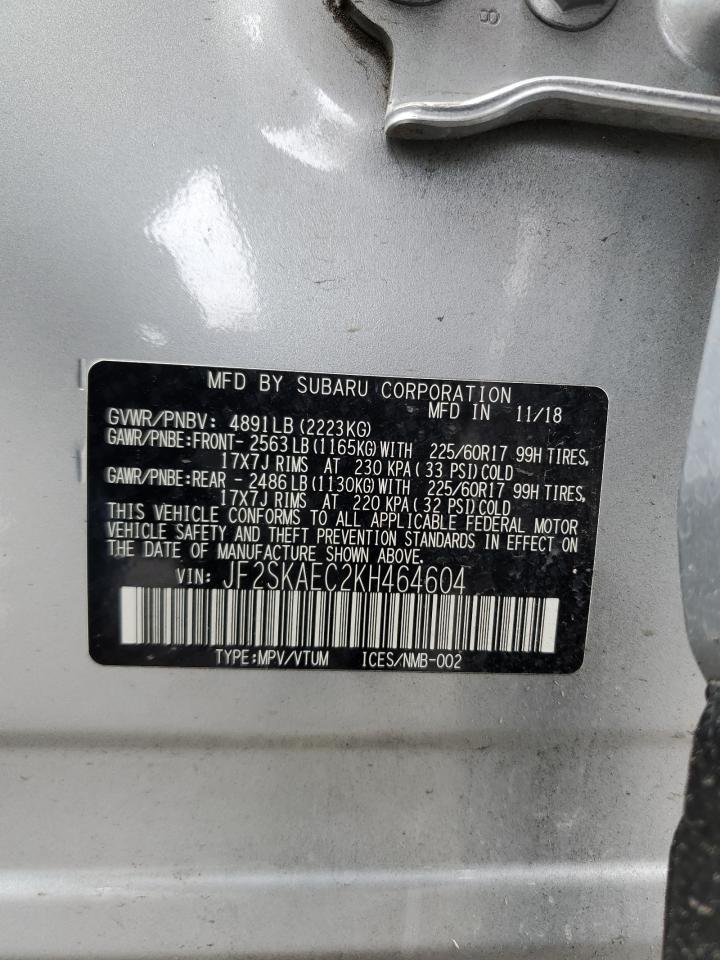 8
MFD BY SUBARU CORPORATION
MFD IN 11/18
GVWR/PNBV: 4891LB (2223KG)
GAWR/PNBE:FRONT- 2563LB(1165KG)WITH 225/60R17 99H TIRES,
17X7J RIMS AT 230 KPA(33 PSI)COLD
GAWR/PNBE:REAR - 2486LB(1130KG)WITH 225/60R17 99H TIRES,
17X7J RIMS AT 220 KPA(32 PSI)COLD
THIS VEHICLE CONFORMS TO ALL APPLICABLE FEDERAL MOTOR
VEHICLE SAFETY AND THEFT PREVENTION STANDARDS IN EFFECT ON
THE DATE OF MANUFACTURE SHOWN ABOVE.
VIN: JF2SKAEC2KH464604
TYPE:MPV/VTUM ICES/NMB-002